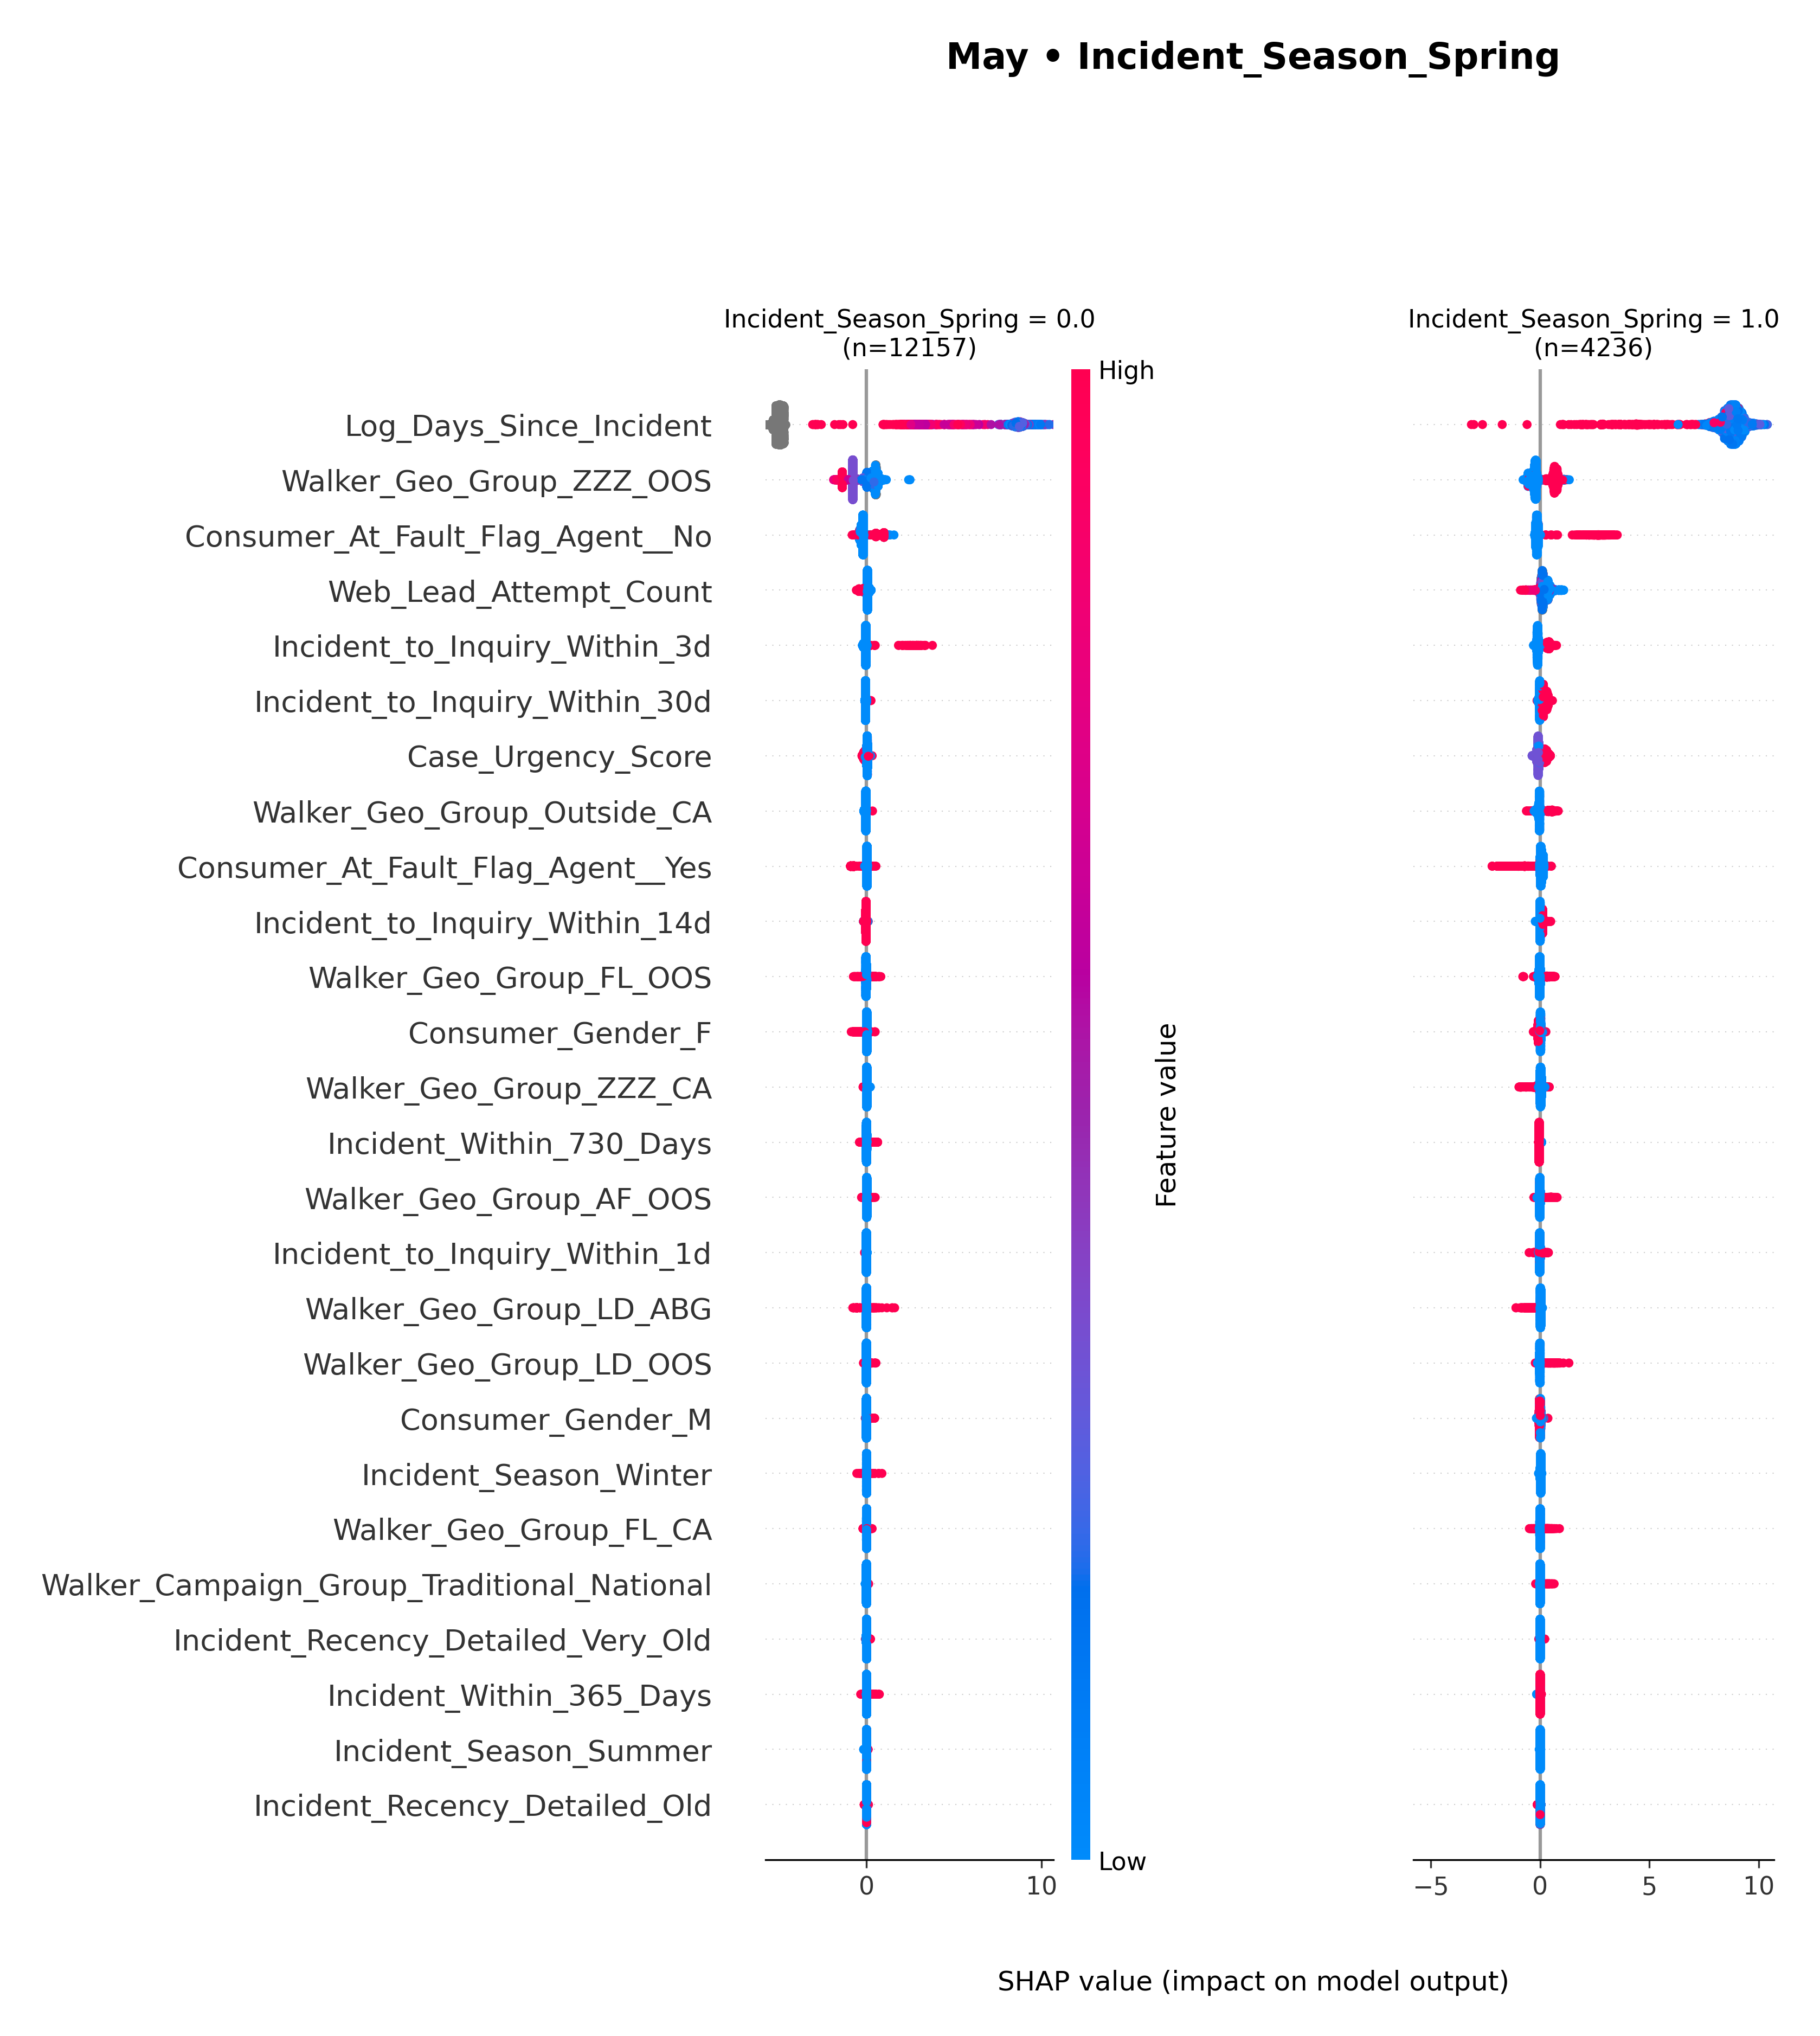 May • Incident_Season_Spring
Incident_Season_Spring = 0.0
(n=12157)
Incident_Season_Spring = 1.0
(n=4236)
High
Log_Days_Since_Incident
Walker_Geo_Group_ZZZ_OOS
Consumer_At_Fault_Flag_Agent__No
Web_Lead_Attempt_Count
Incident_to_Inquiry_Within_3d
Incident_to_Inquiry_Within_30d
Case_Urgency_Score
Walker_Geo_Group_Outside_CA
Consumer_At_Fault_Flag_Agent__Yes
Incident_to_Inquiry_Within_14d
Walker_Geo_Group_FL_OOS
Consumer_Gender_F
Walker_Geo_Group_ZZZ_CA
Incident_Within_730_Days
Walker_Geo_Group_AF_OOS
Incident_to_Inquiry_Within_1d
Walker_Geo_Group_LD_ABG
Walker_Geo_Group_LD_OOS
Consumer_Gender_M
Incident_Season_Winter
Walker_Geo_Group_FL_CA
Walker_Campaign_Group_Traditional_National
Incident_Recency_Detailed_Very_Old
Incident_Within_365_Days
Incident_Season_Summer
Incident_Recency_Detailed_Old
Feature value
Low
0 10
−5 0 5 10
SHAP value (impact on model output)